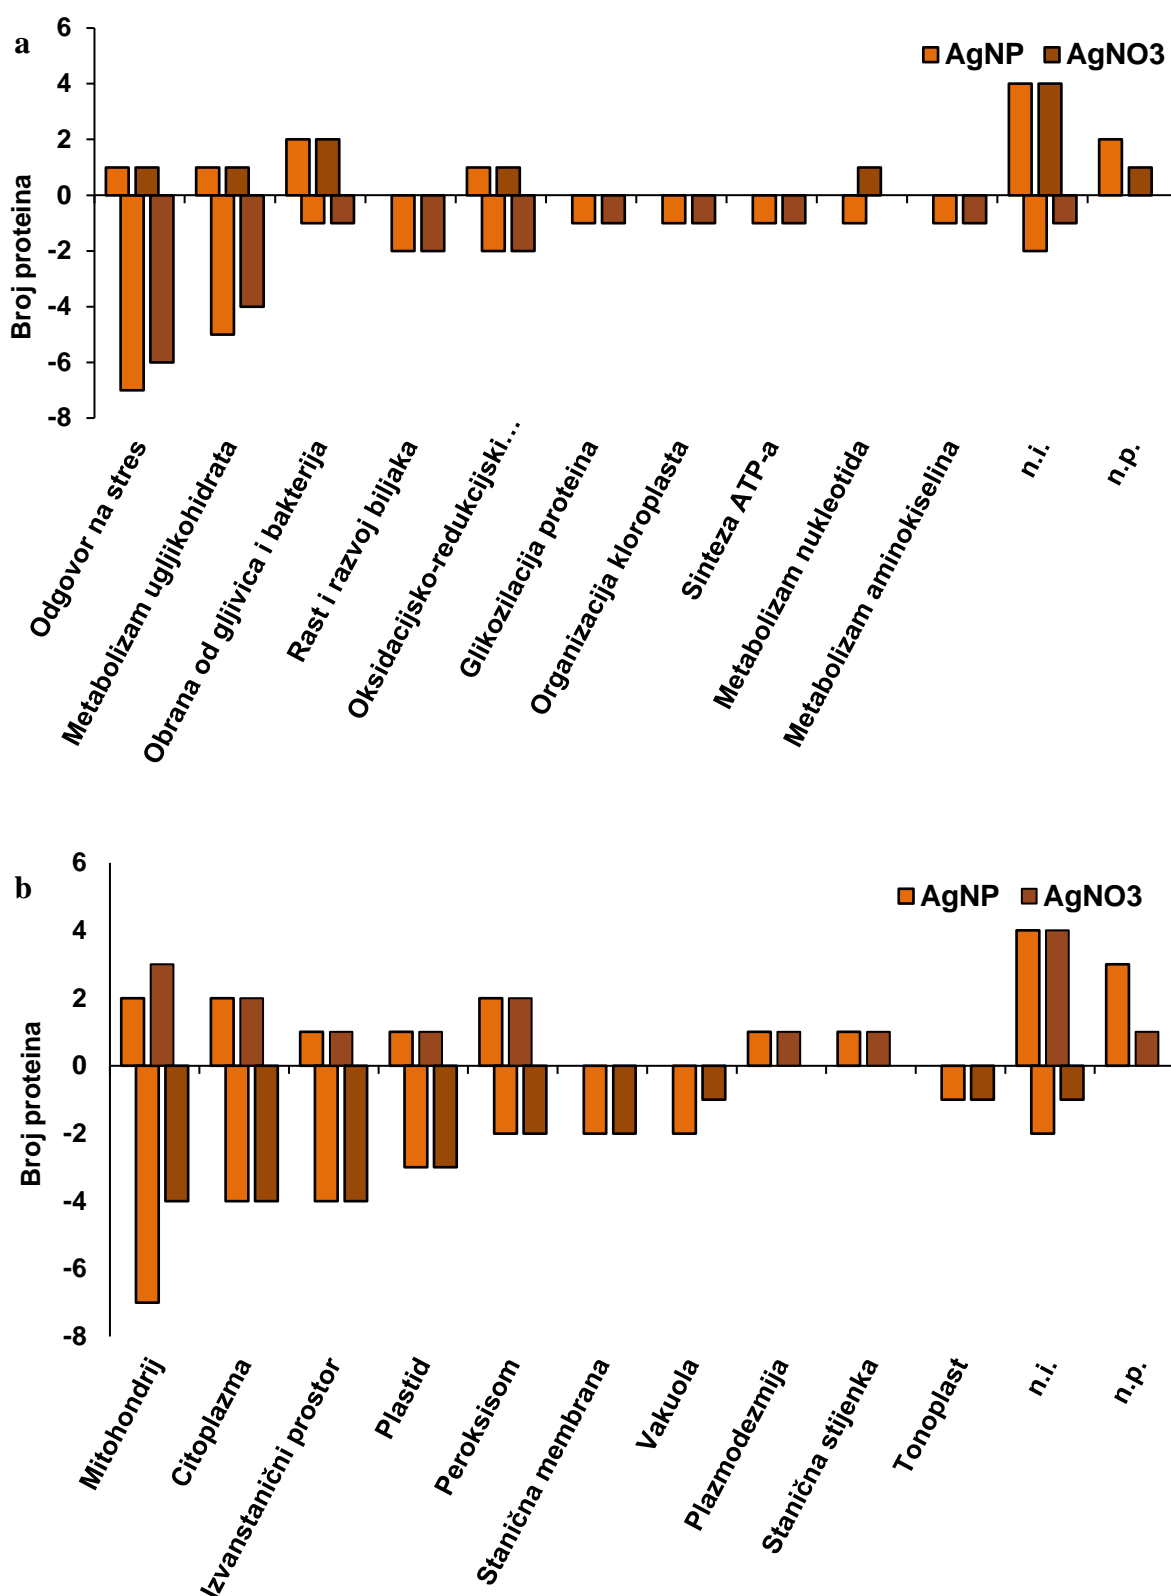 a
AgNP AgNO3
Broj proteina
6
4
2
0
-2
-4
-6
-8
Odgovor na stres
Metabolizam ugljikohidrata
Obrana od gljivica i bakterija
Rast i razvoj biljaka
Oksidacijsko-redukcijski...
Glikozilacija proteina
Organizacija kloroplasta
Sinteza ATP-a
Metabolizam nukleotida
Metabolizam aminokiselina
n.i.
n.p.
b
AgNP AgNO3
Broj proteina
6
4
2
0
-2
-4
-6
-8
Mitohondrij
Citoplazma
Izvanstanični prostor
Plastid
Peroksisom
Stanična membrana
Vakuola
Plazmodezmija
Stanična stijenka
Tonoplast
n.i.
n.p.